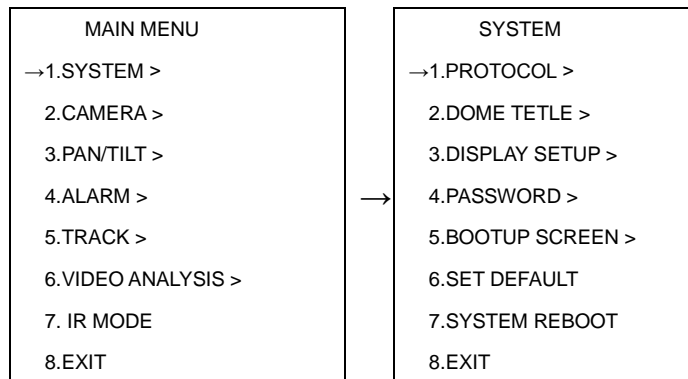 MAIN MENU
→1.SYSTEM >
2.CAMERA >
3.PAN/TILT >
4.ALARM >
5.TRACK >
6.VIDEO ANALYSIS >
7. IR MODE
8.EXIT
→
SYSTEM
→1.PROTOCOL >
2.DOME TETLE >
3.DISPLAY SETUP >
4.PASSWORD >
5.BOOTUP SCREEN >
6.SET DEFAULT
7.SYSTEM REBOOT
8.EXIT